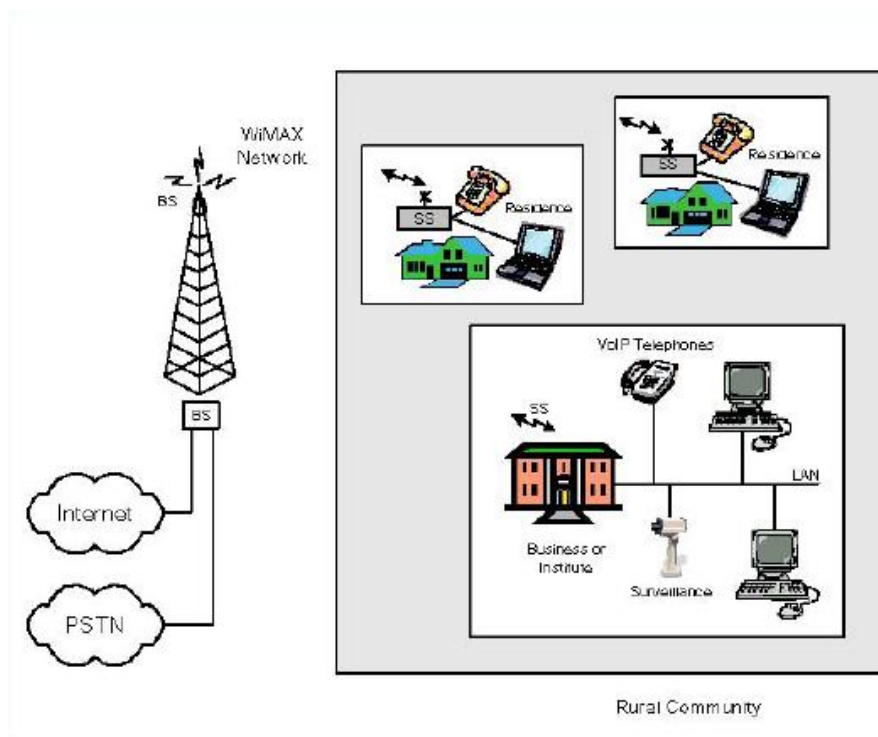 WiMAX
Network
BS
BS
Internet
PSTN
SS
Residence
SS
Residence
VoIP Telephones
SS
LAN
Business or
Institute
Surveillance
Rural Community